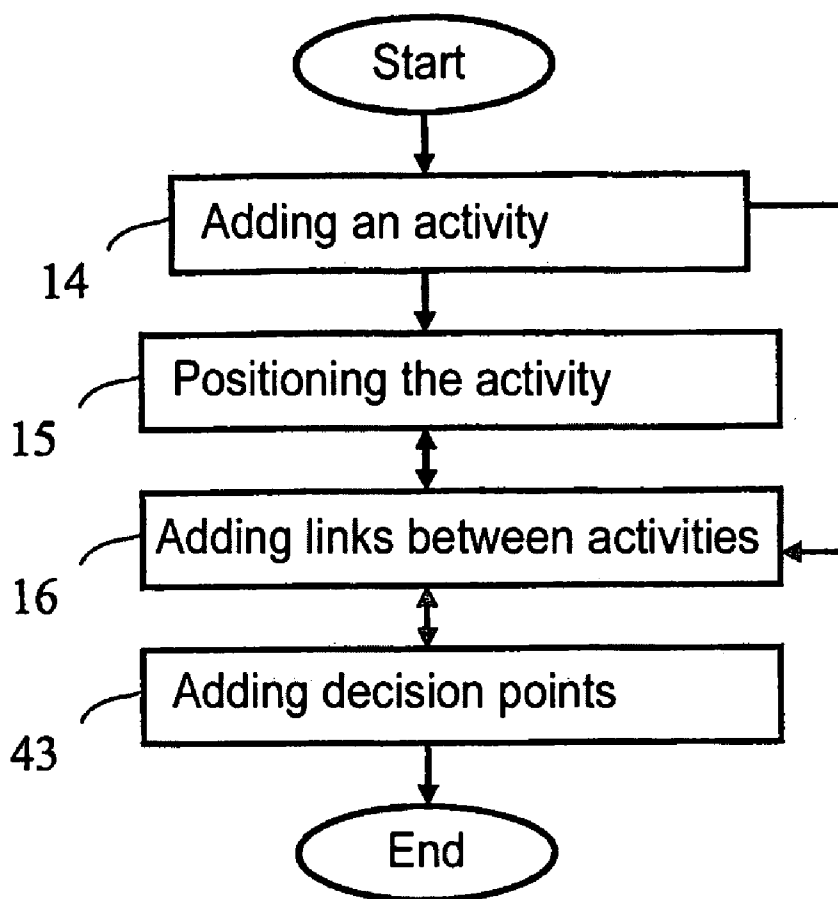 Start
Adding an activity
14
Positioning the activity
15
Adding links between activities
16
Adding decision points
43
End